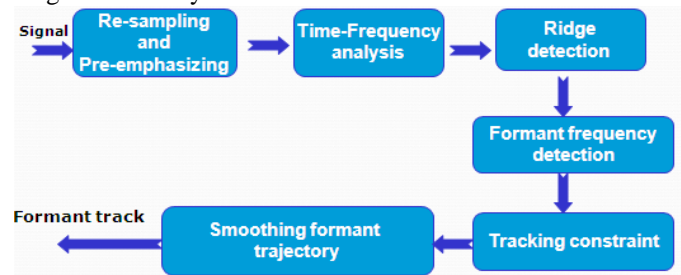 Signal
Re-sampling
and
Pre-emphasizing
Time-Frequency
analysis
Ridge
detection
Formant frequency
detection
Tracking constraint
Smoothing formant
trajectory
Formant track